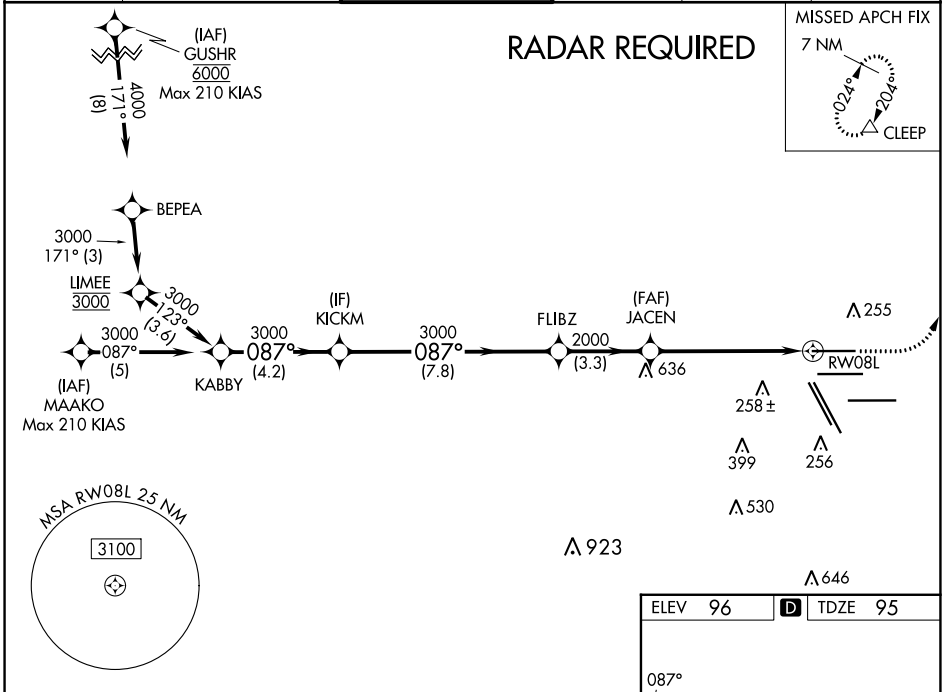 (IAF)
GUSHR
6000
Max 210 KIAS
4000
171°
(8)
RADAR REQUIRED
MISSED APCH FIX
7 NM
024°
204°
CLEEP
BEPEA
3000
171° (3)
LIMEE
3000
3000
123°
(3.6)
3000
087°
(5)
(IAF)
MAAKO
Max 210 KIAS
KABBY
3000
087°
(4.2)
(IF)
KICKM
3000
087°
(7.8)
FLIBZ
2000
(3.3)
(FAF)
JACEN
636
255
RW08L
258 ±
399
256
530
923
646
MSA RW08L 25 NM
3100
ELEV 96 D TDZE 95
087°